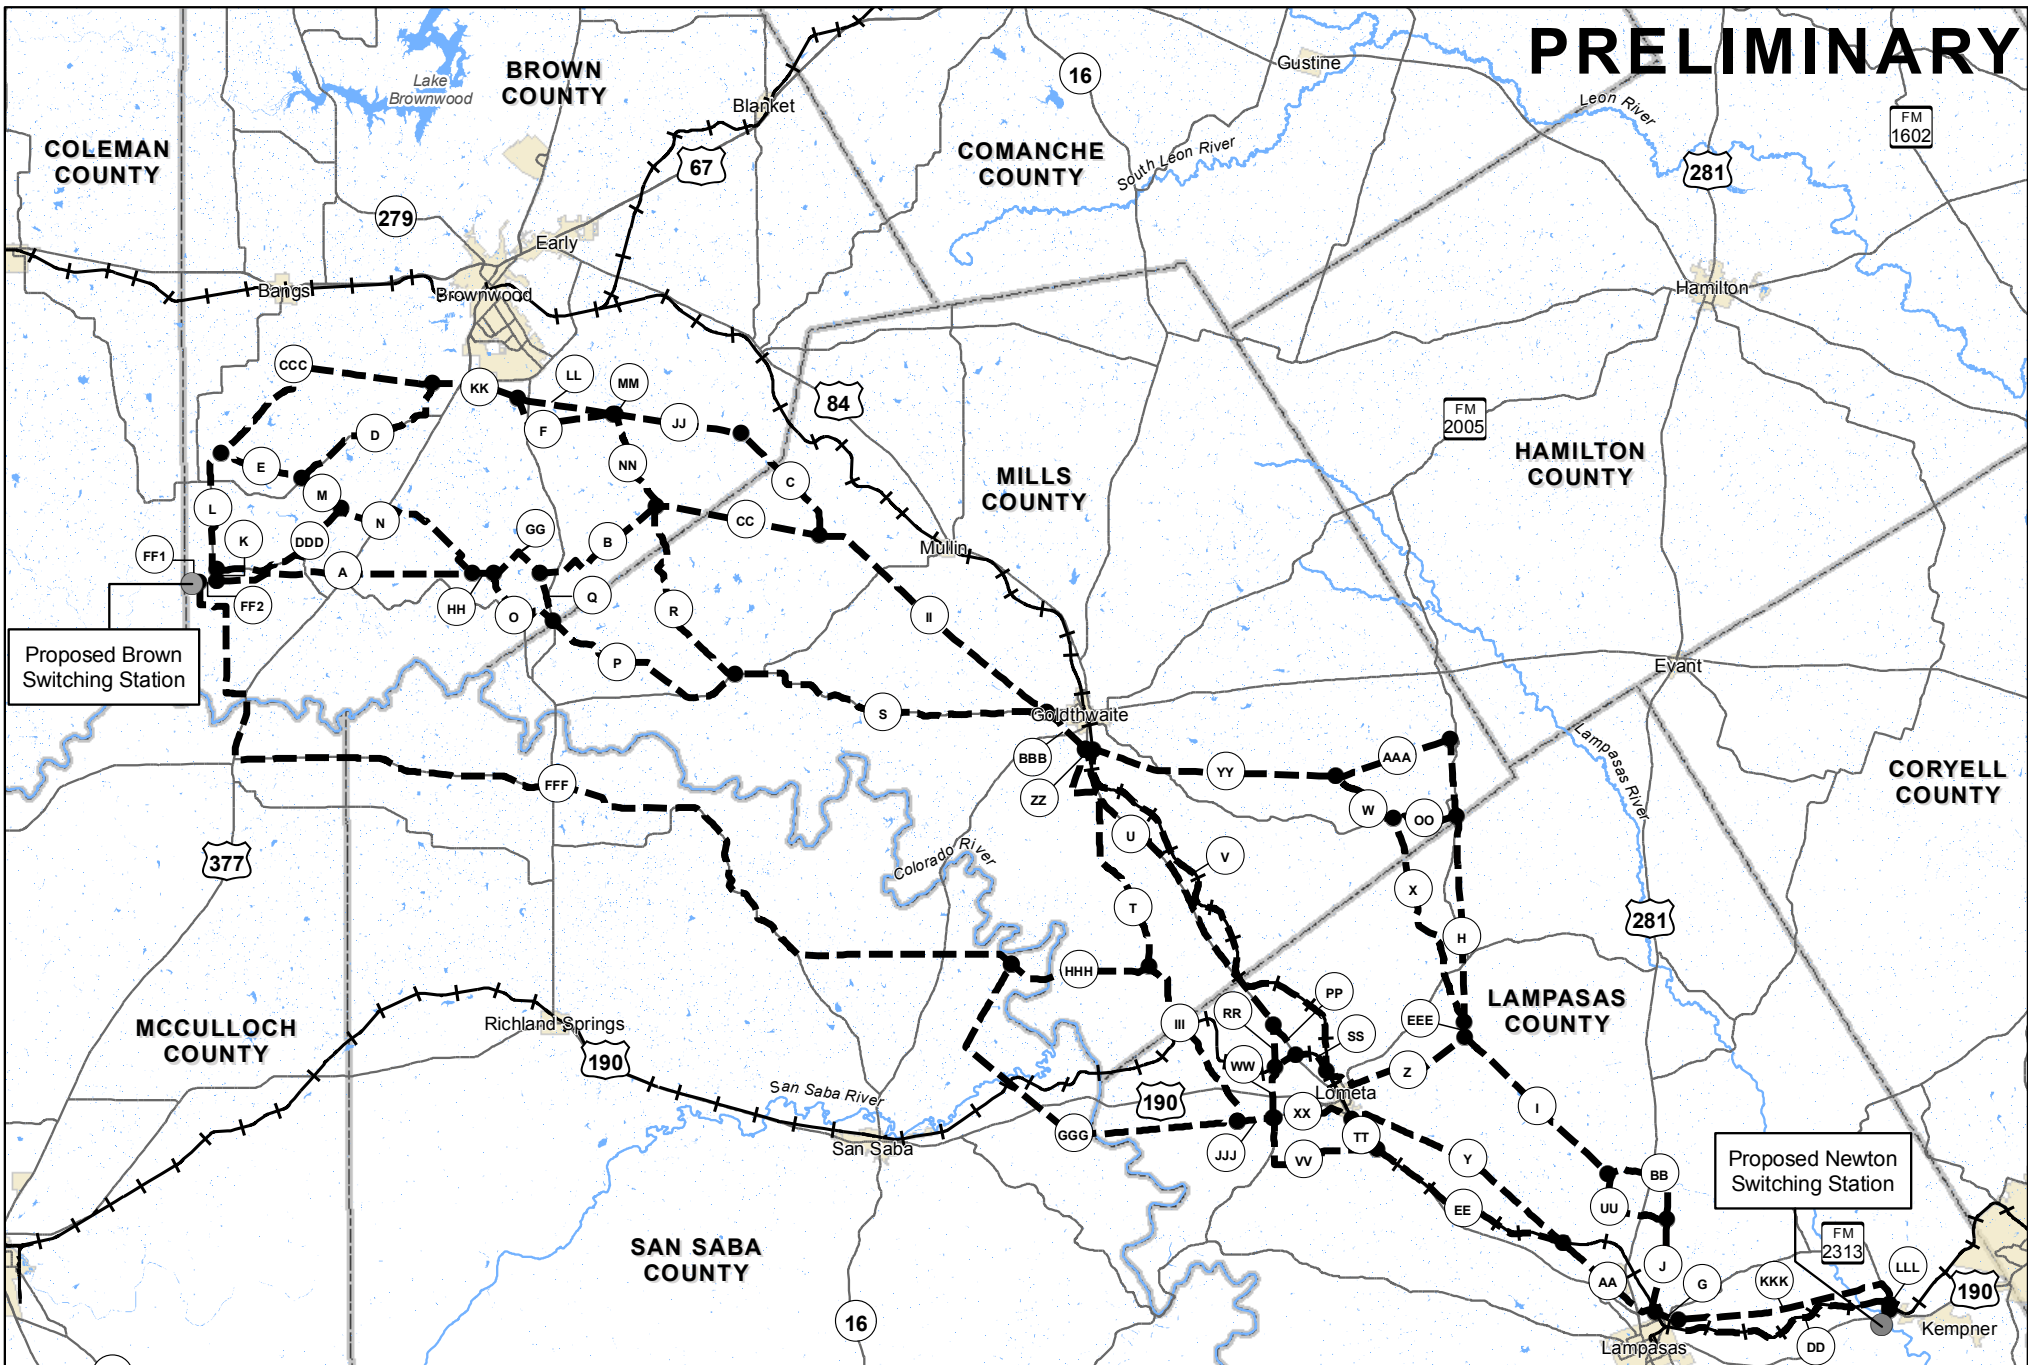 PRELIMINARY
Gustine
Leon River
FM
1602
16
BROWN
COUNTY
Lake
Brownwood
Blanket
COLEMAN
COUNTY
COMANCHE
COUNTY
South Leon River
67
281
279
Early
Bangs
Brownwood
Hamilton
CCC
KK
LL
MM
84
FM
2005
F
JJ
D
HAMILTON
COUNTY
E
NN
MILLS
COUNTY
C
M
L
N
CC
GG
K
DDD
B
Mullin
FF1
A
FF2
HH
O
Q
R
II
Proposed Brown
Switching Station
P
Evant
S
Goldthwaite
BBB
YY
AAA
Lampasas River
CORYELL
COUNTY
FFF
ZZ
W
OO
U
377
Colorado River
V
X
T
281
H
HHH
LAMPASAS
COUNTY
PP
RR
EEE
III
SS
MCCULLOCH
COUNTY
Richland Springs
190
WW
Z
San Saba River
Lometa
190
XX
I
GGG
TT
San Saba
JJJ
VV
Y
BB
Proposed Newton
Switching Station
UU
EE
SAN SABA
COUNTY
FM
2313
J
LLL
AA
G
KKK
190
16
Kempner
Lampasas
DD